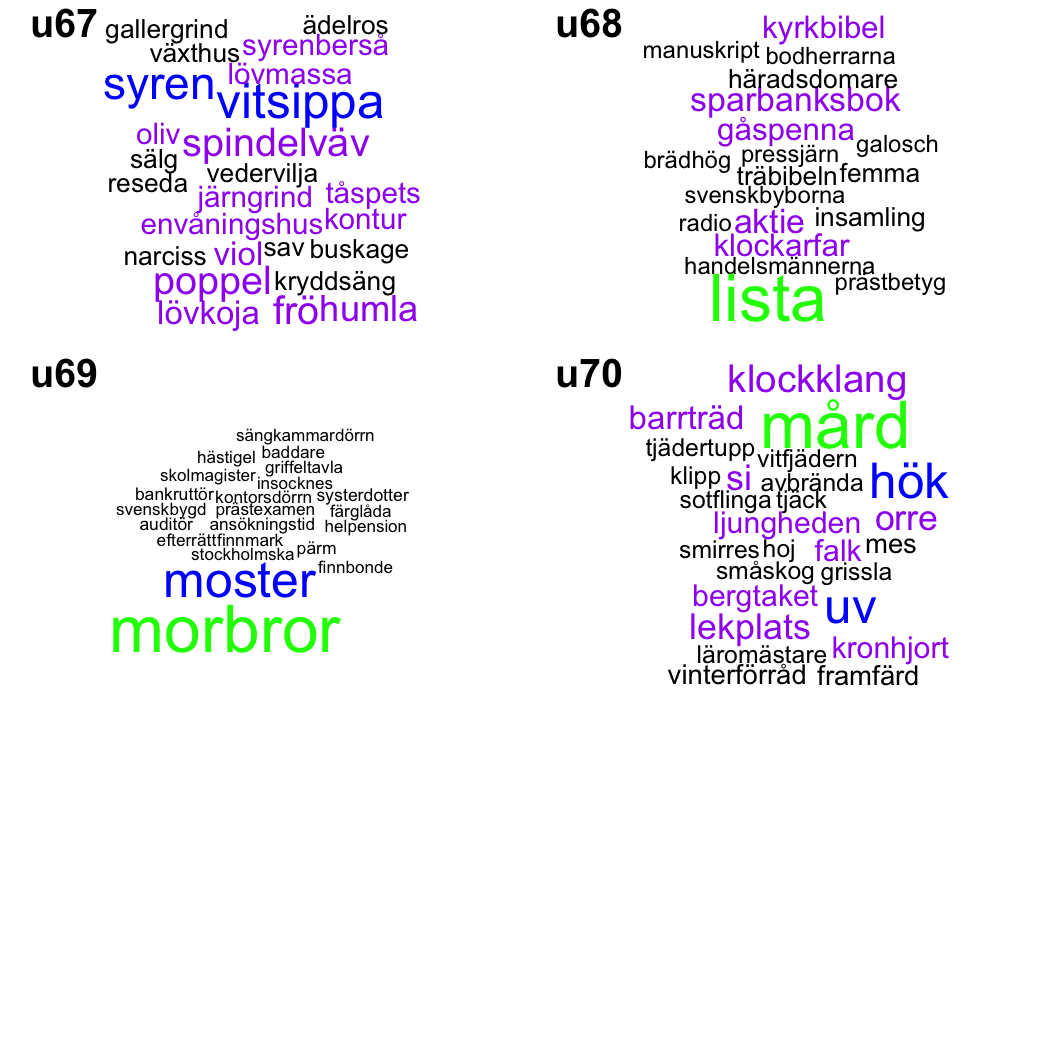 u67
gallergrind ädelros
växthus syrenberså
lövmassa
syren vitsippa
oliv spindelväv
sälg
reseda vedervilja
järngrind tåspets
envåningshus kontur
narciss viol sav buskage
poppel kryddsäng
lövkoja frö humla
u68
kyrkbibel
manuskript bodherrarna
häradsdomare
sparbanksbok
gåspenna galosch
brädhög pressjärn
träbibeln femma
svenskbyborna
radio aktie insamling
klockarfar
handelsmännerna
lista prästbetyg
u69
sängkammardörrn
hästigel baddare
griffeltavla
skolmagister insocknes
bankruttör kontorsdörrn systerdotter
svenskbygd prästexamen färglåda
auditör ansökningstid helpension
efterrättfinnmark
stockholmska pärm
finnbonde
moster
morbror
u70
klockklang
barrträd mård
tjädertupp vitfjädern
klipp si avbrända hök
sotflinga tjäck
ljungheden orre
smirres hoj falk mes
småskog grissla
bergtaket uv
lekplats
läromästare kronhjort
vinterförråd framfärd